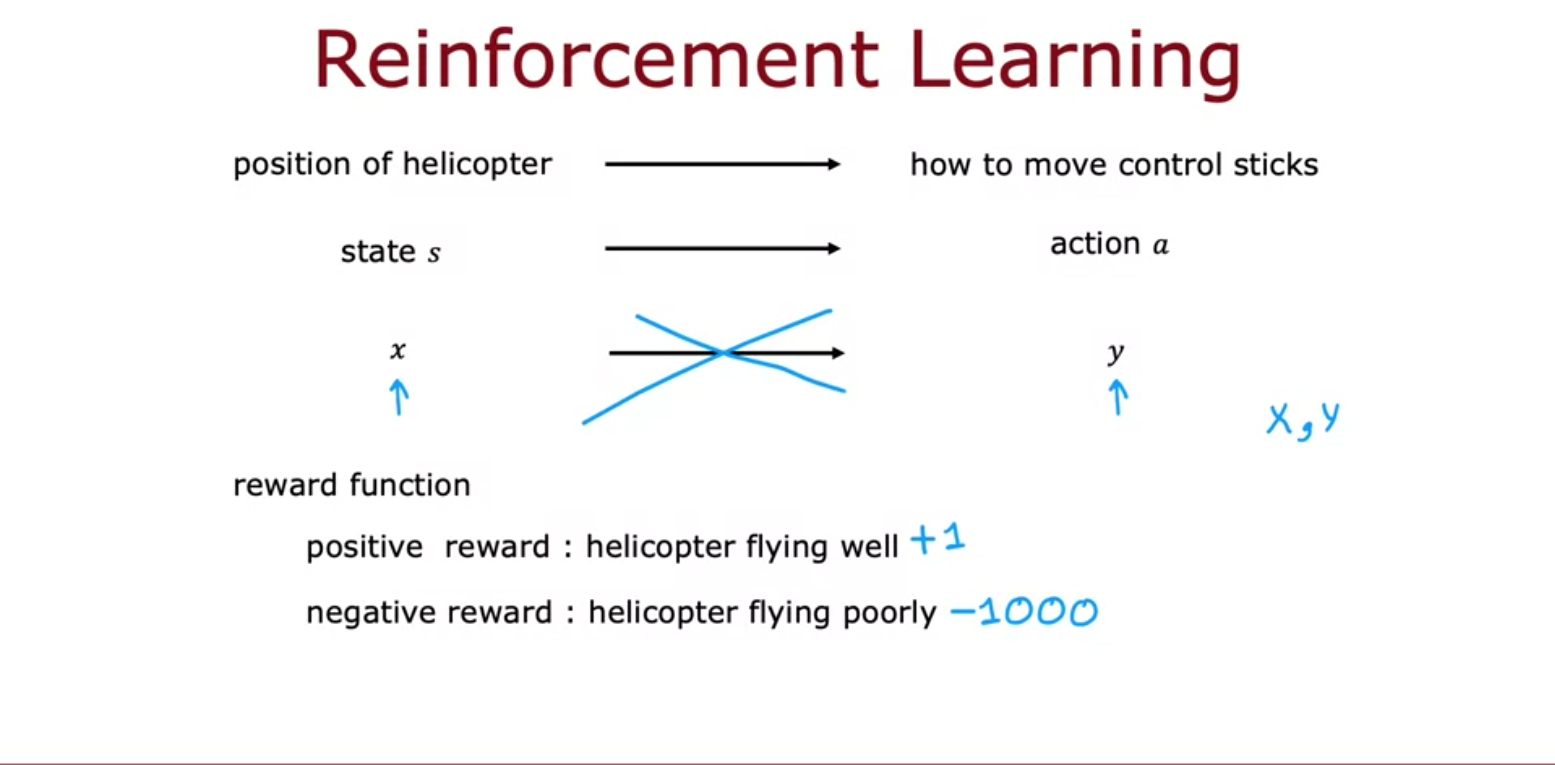 Reinforcement Learning
position of helicopter how to move control sticks
state s action a
x y
x, y
reward function
positive reward : helicopter flying well +1
negative reward : helicopter flying poorly -1000